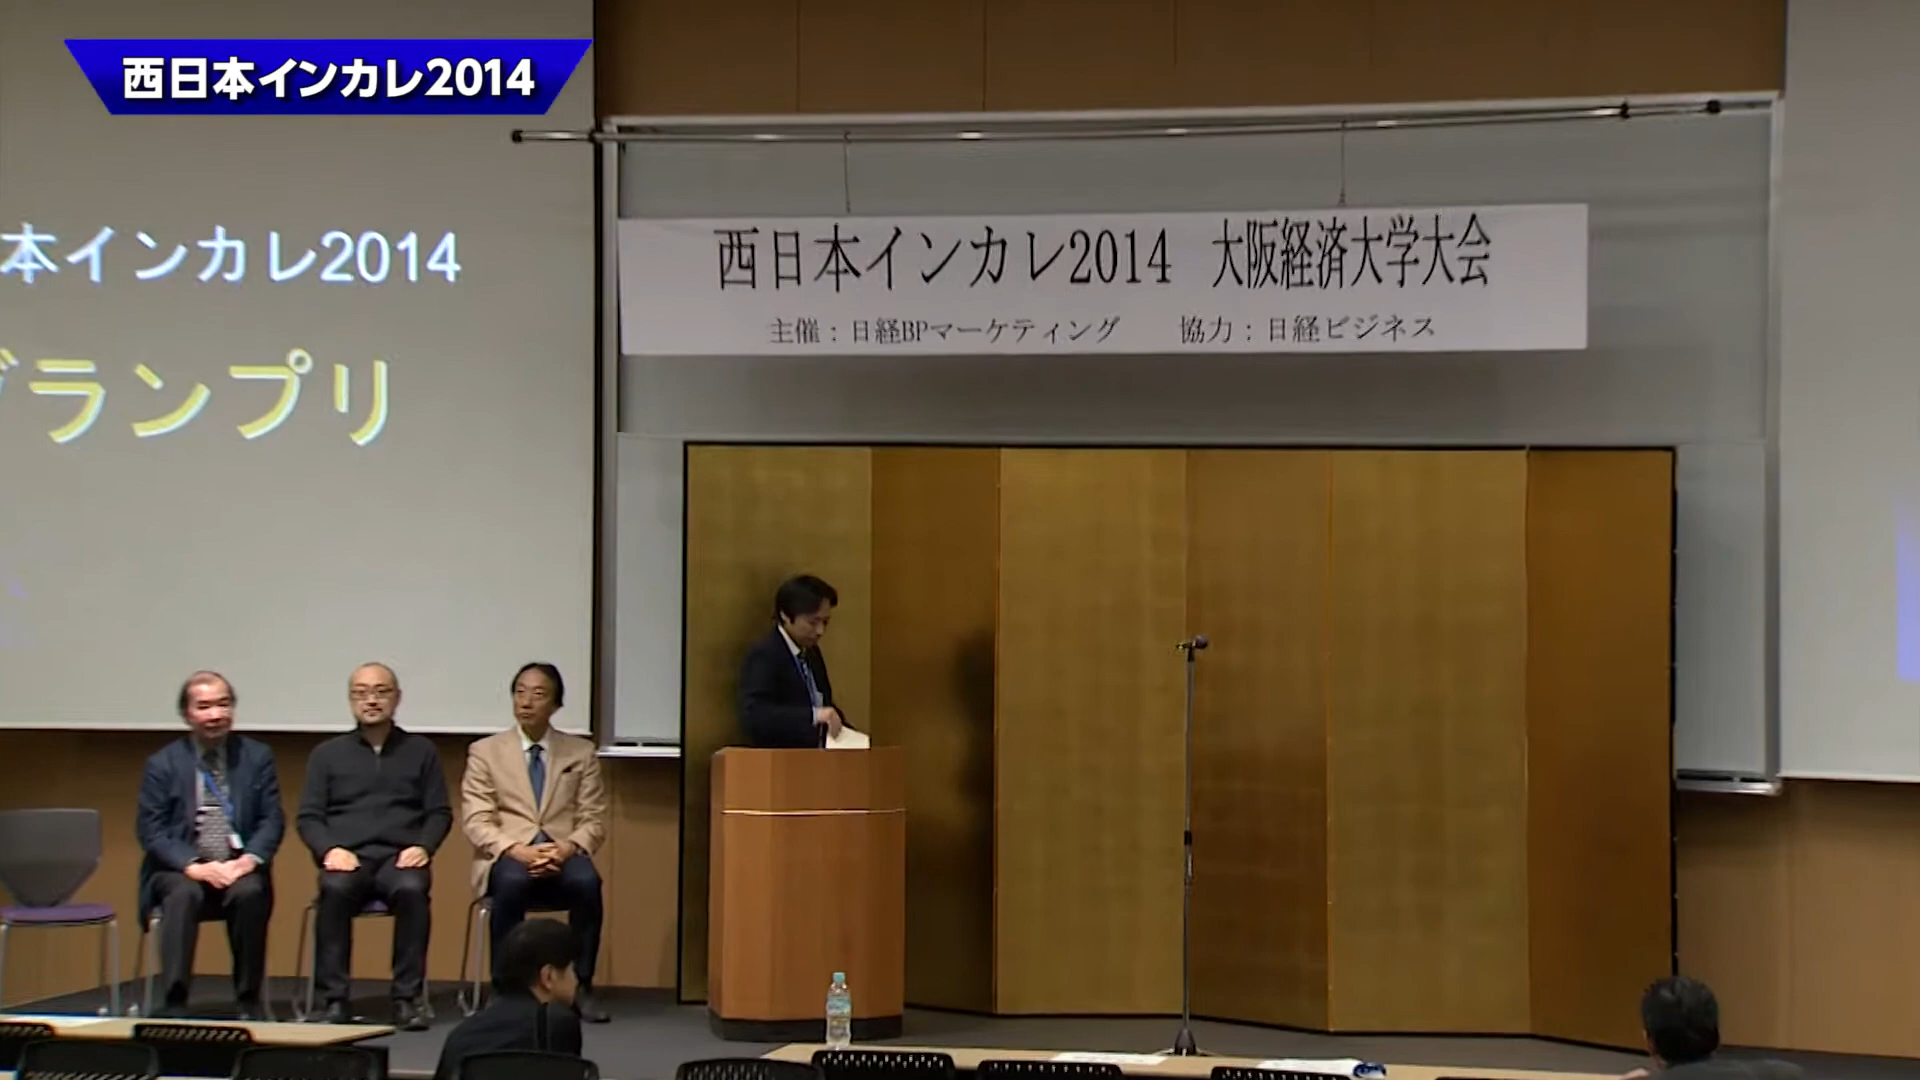 西日本インカレ2014
本インカレ2014
グランプリ
西日本インカレ2014 大阪経済大学大会
主催：日経BPマーケティング 協力：日経ビジネス